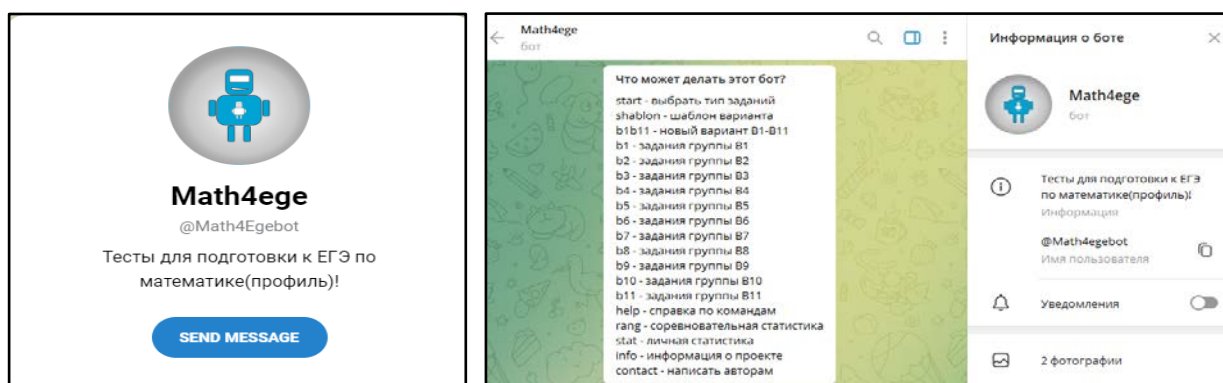 Math4ege
@Math4Egebot
Тесты для подготовки к ЕГЭ по
математике(профиль)!
SEND MESSAGE
Math4ege
бот
Что может делать этот бот?
start - выбрать тип заданий
shablon - шаблон варианта
b1b11 - новый вариант B1-B11
b1 - задания группы B1
b2 - задания группы B2
b3 - задания группы B3
b4 - задания группы B4
b5 - задания группы B5
b6 - задания группы B6
b7 - задания группы B7
b8 - задания группы B8
b9 - задания группы B9
b10 - задания группы B10
b11 - задания группы B11
help - справка по командам
rang - соревновательная статистика
stat - личная статистика
info - информация о проекте
contact - написать авторам
Информация о боте
Math4ege
бот
Тесты для подготовки к ЕГЭ
по математике(профиль)!
Информация
@Math4egebot
Имя пользователя
Уведомления
2 фотографии